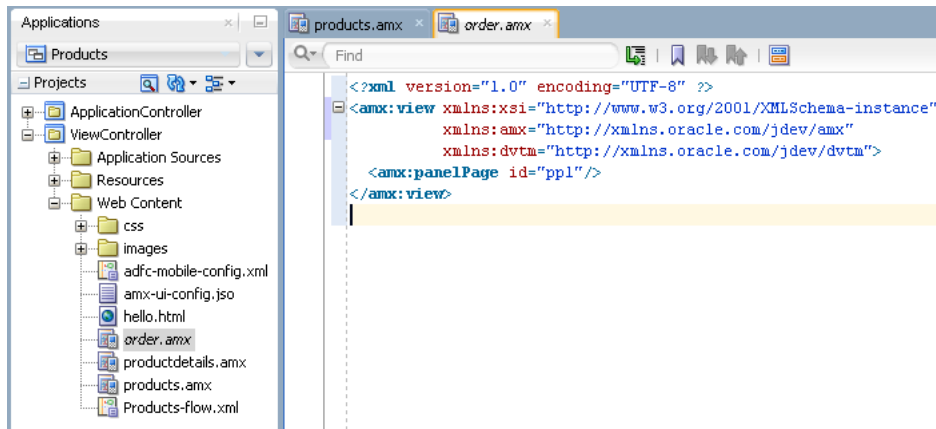 Applications
Products
Projects
ApplicationController
ViewController
Application Sources
Resources
Web Content
css
images
adfc-mobile-config.xml
amx-ui-config.jso
hello.html
order.amx
productdetails.amx
products.amx
Products-flow.xml
products.amx
order.amx
Find
<?xml version="1.0" encoding="UTF-8" ?>
<amx:view xmlns:xsi="http://www.w3.org/2001/XMLSchema-instance"
xmlns:amx="http://xmlns.oracle.com/jdev/amx"
xmlns:dvtm="http://xmlns.oracle.com/jdev/dvtm">
<amx:panelPage id="pp1"/>
</amx:view>